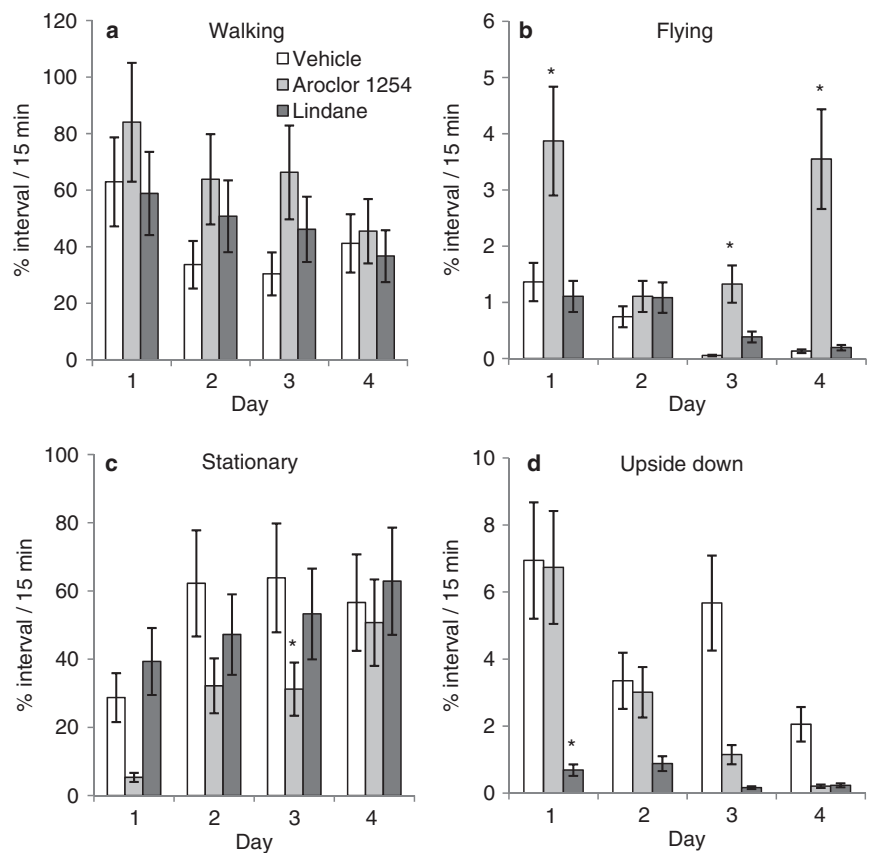 a Walking
Vehicle
Aroclor 1254
Lindane
% interval / 15 min
120
100
80
60
40
20
0
1 2 3 4
Day
b Flying
% interval / 15 min
6
5
4
3
2
1
0
* * *
1 2 3 4
Day
c Stationary
% interval / 15 min
100
80
60
40
20
0
*
1 2 3 4
Day
d Upside down
% interval / 15 min
10
8
6
4
2
0
*
1 2 3 4
Day